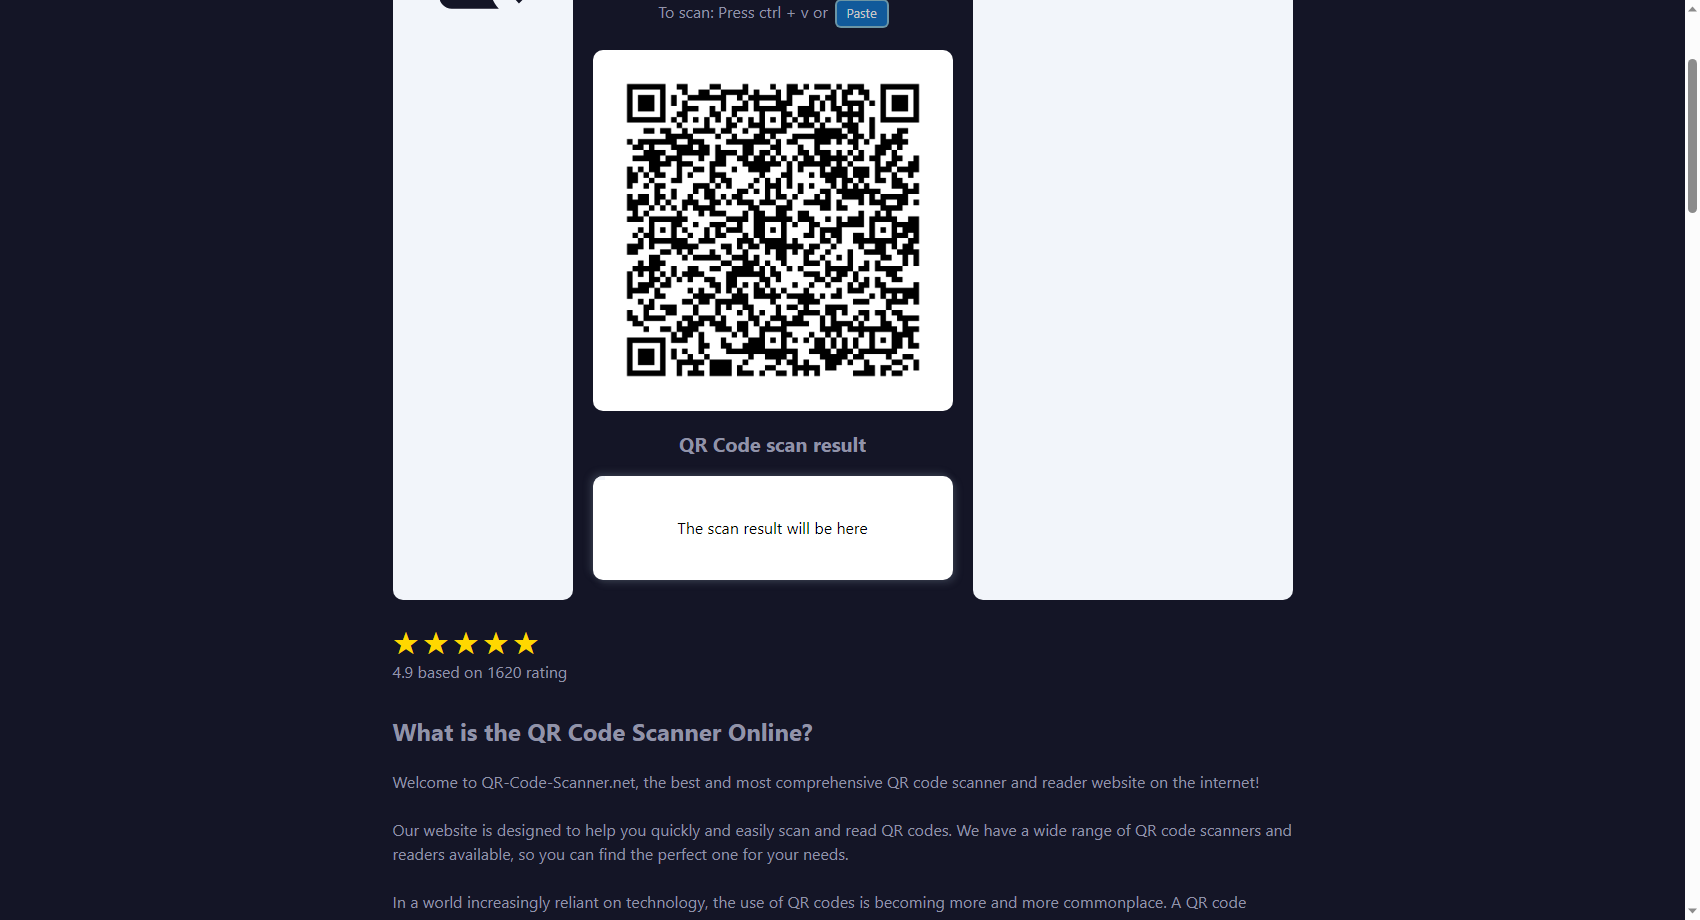 To scan: Press ctrl + v or Paste
QR Code scan result
The scan result will be here
4.9 based on 1620 rating
What is the QR Code Scanner Online?
Welcome to QR-Code-Scanner.net, the best and most comprehensive QR code scanner and reader website on the internet!
Our website is designed to help you quickly and easily scan and read QR codes. We have a wide range of QR code scanners and
readers available, so you can find the perfect one for your needs.
In a world increasingly reliant on technology, the use of QR codes is becoming more and more commonplace. A QR code